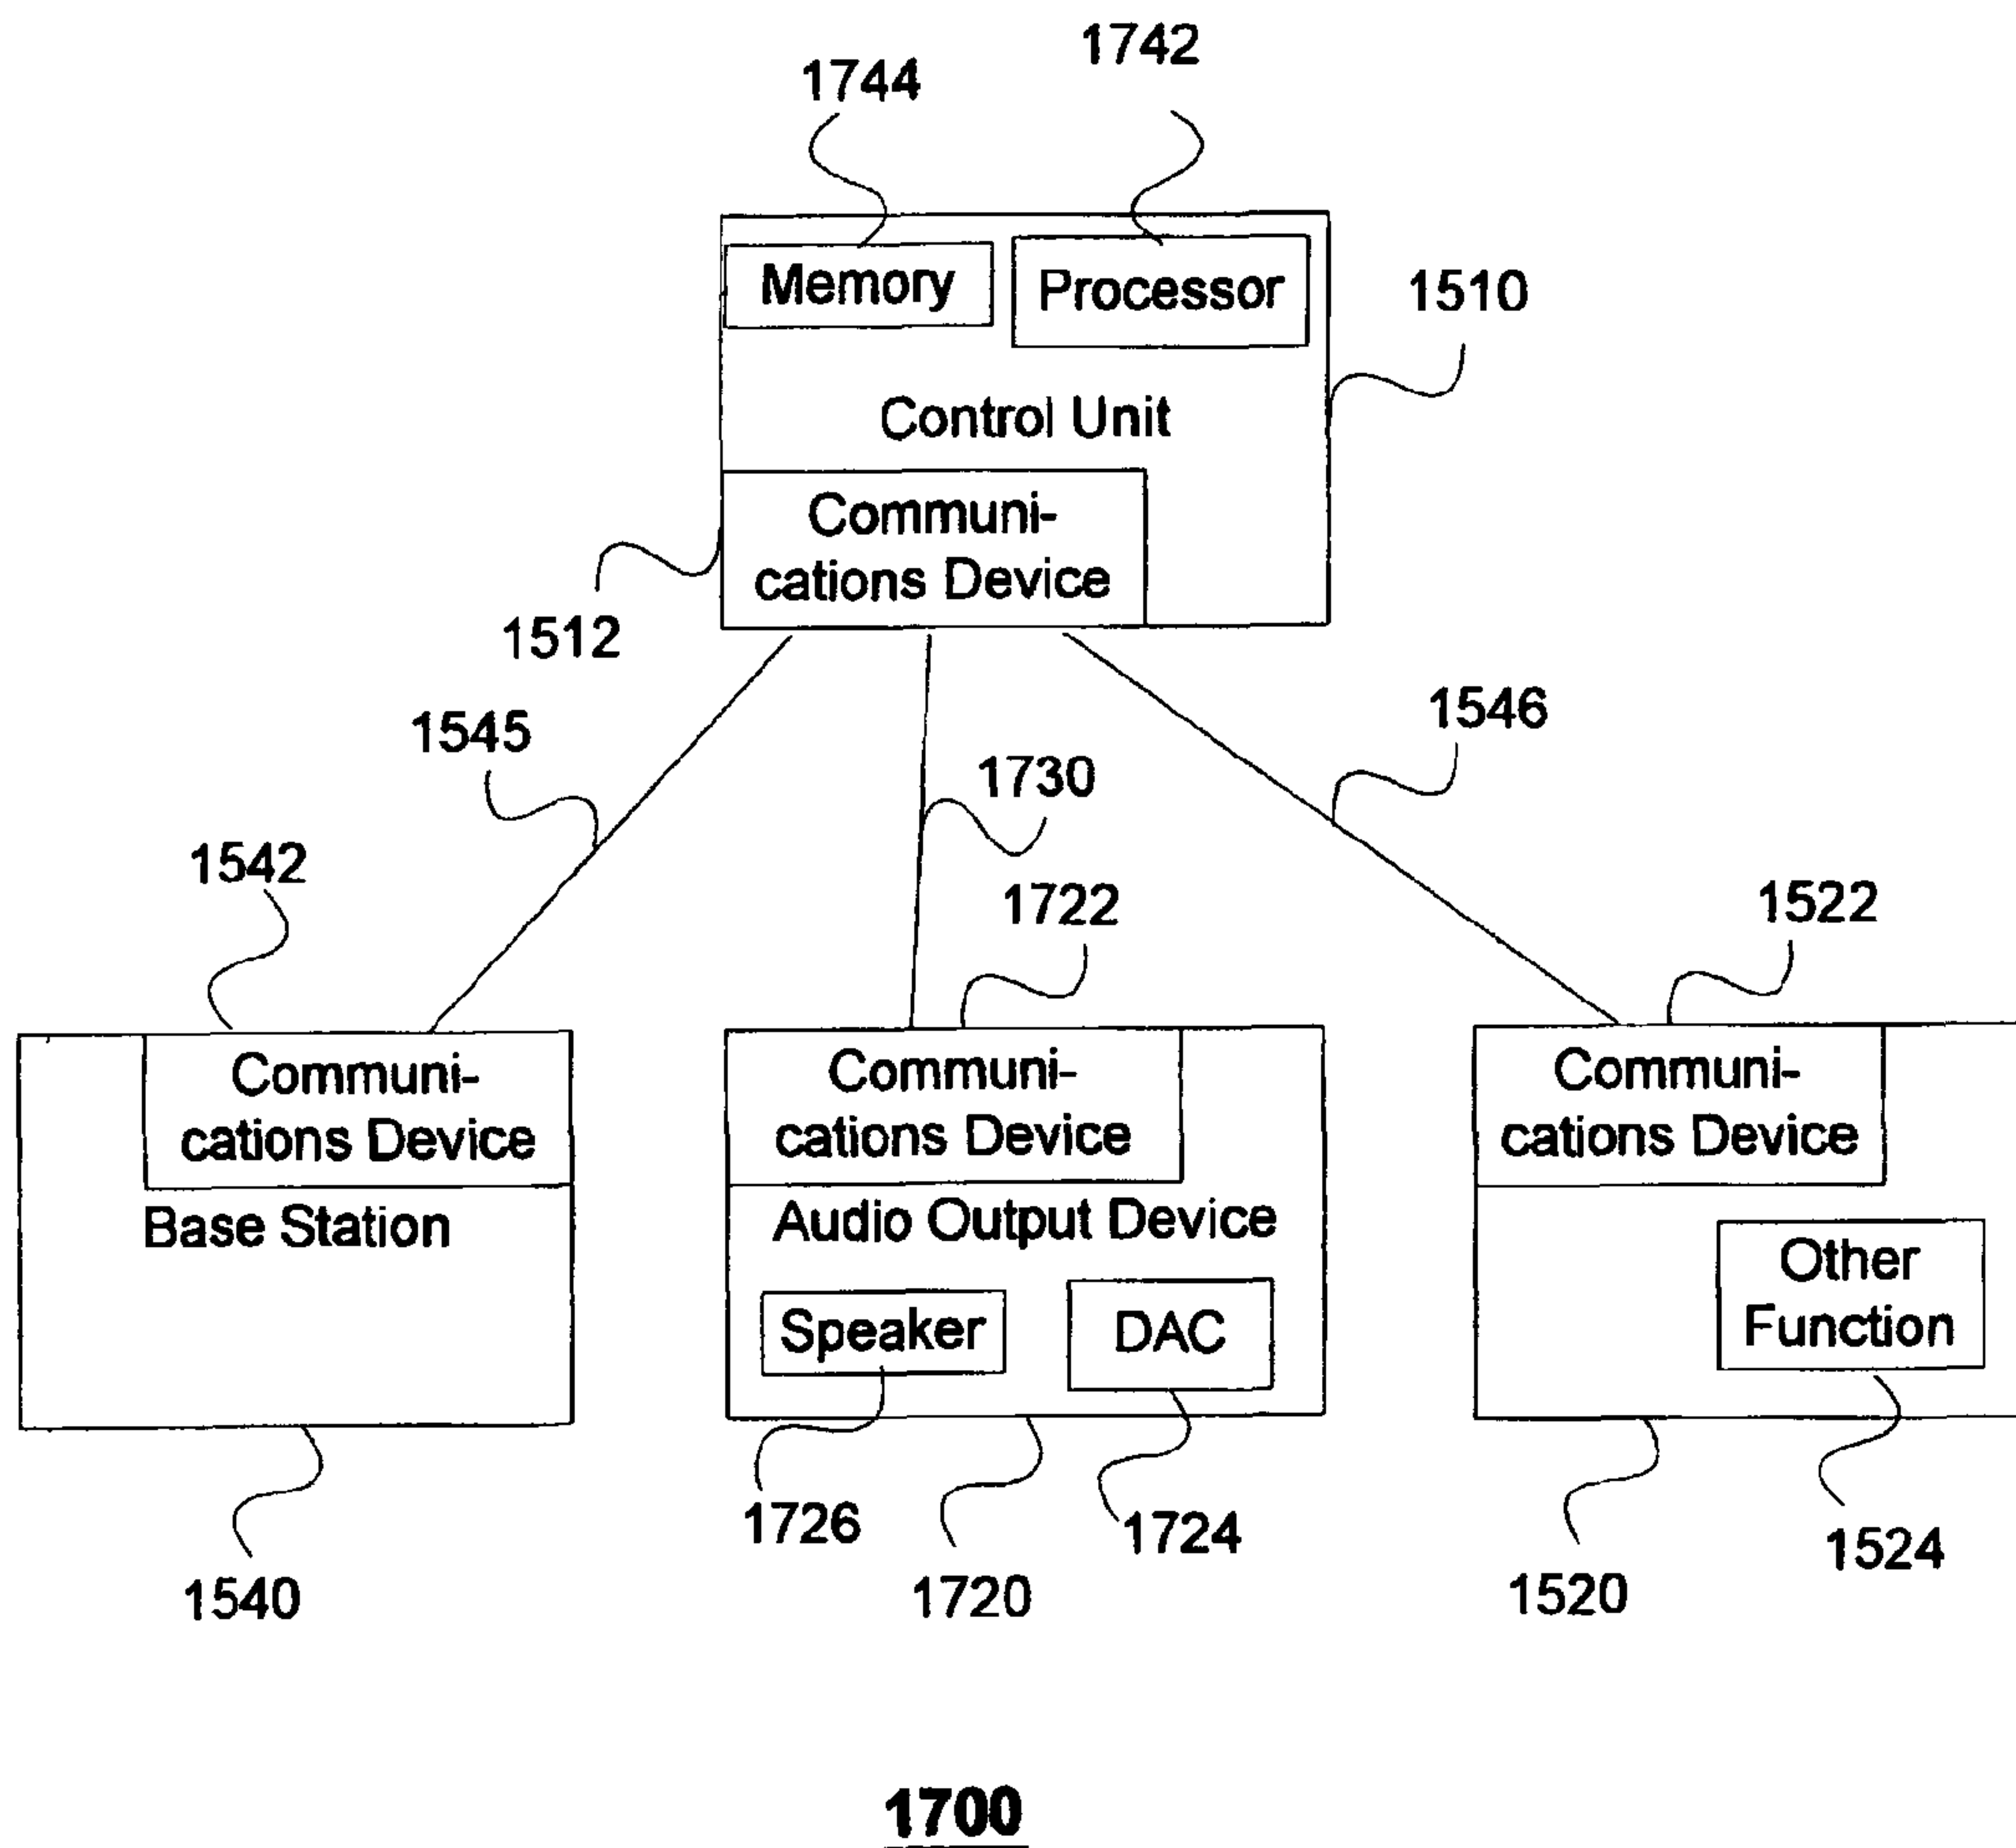 1742
1744
Memory
Processor
1510
Control Unit
Communi-
cations Device
1512
1545
1546
1730
1542
1722
1522
Communi-
cations Device
Base Station
Communi-
cations Device
Audio Output Device
Speaker
DAC
Communi-
cations Device
Other
Function
1726
1724
1524
1540
1720
1520
1700